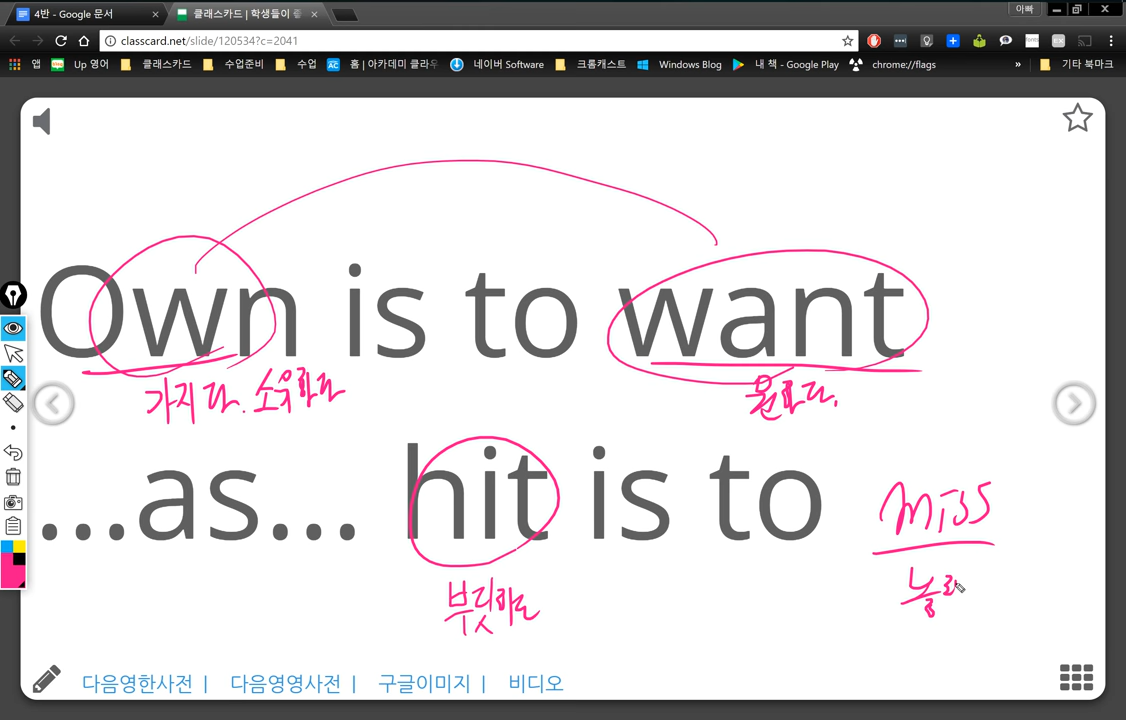 4반 - Google 문서
클래스카드 | 학생들이 즐
아빠
classcard.net/slide/120534?c=2041
앱
Up 영어
클래스카드
수업준비
수업
홈 | 아카데미 클라우
네이버 Software
크롬캐스트
Windows Blog
내 책 - Google Play
chrome://flags
»
기타 북마크
Own is to want
가지다. 소유하다
원하다.
...as... hit is to
miss
부딪하다
다음영한사전 | 다음영영사전 | 구글이미지 | 비디오